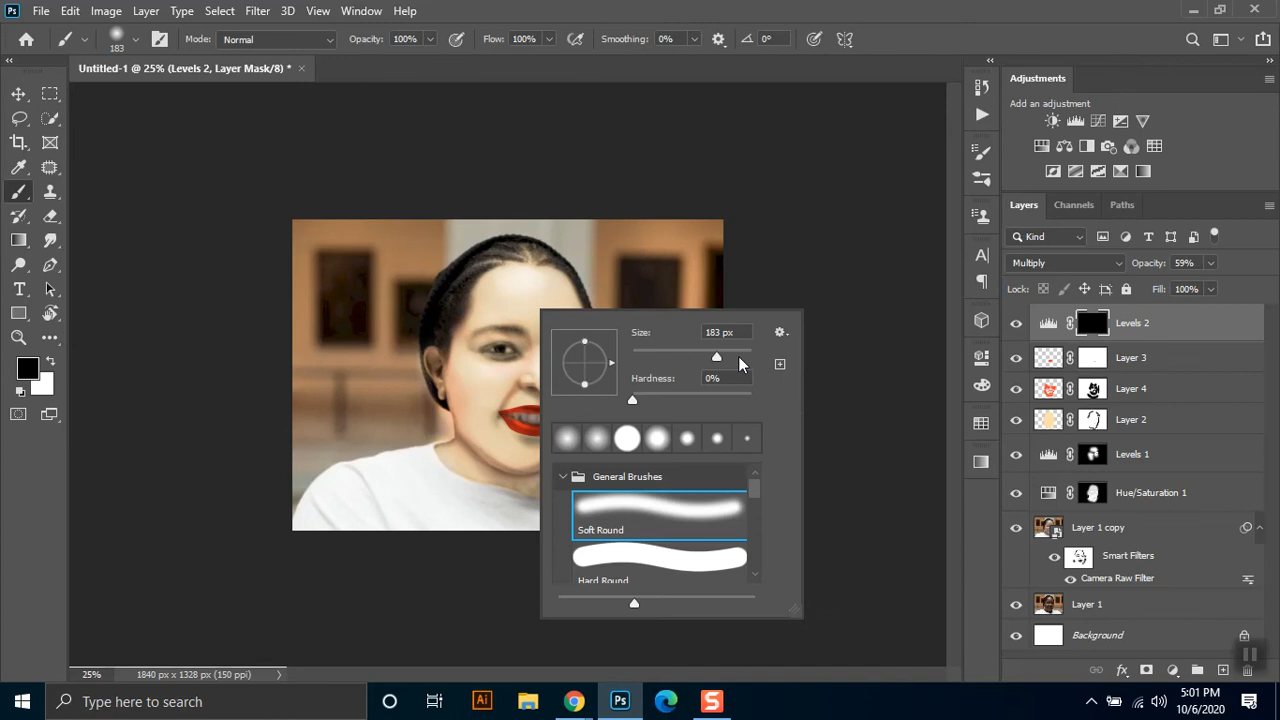 Ps File Edit Image Layer Type Select Filter 3D View Window Help
183 Mode: Normal Opacity: 100% Flow: 100% Smoothing: 0% 0°
Untitled-1 @ 25% (Levels 2, Layer Mask/8) *
Adjustments
Add an adjustment
Layers Channels Paths
Kind
Multiply Opacity: 59%
Lock: Fill: 100%
Levels 2
Layer 3
Layer 4
Layer 2
Levels 1
Hue/Saturation 1
Layer 1 copy
Smart Filters
Camera Raw Filter
Layer 1
Background
Size: 183 px
Hardness: 0%
General Brushes
Soft Round
Hard Round
25% 1840 px x 1328 px (150 ppi)
Type here to search
Ai
Ps
S
5:01 PM
10/6/2020